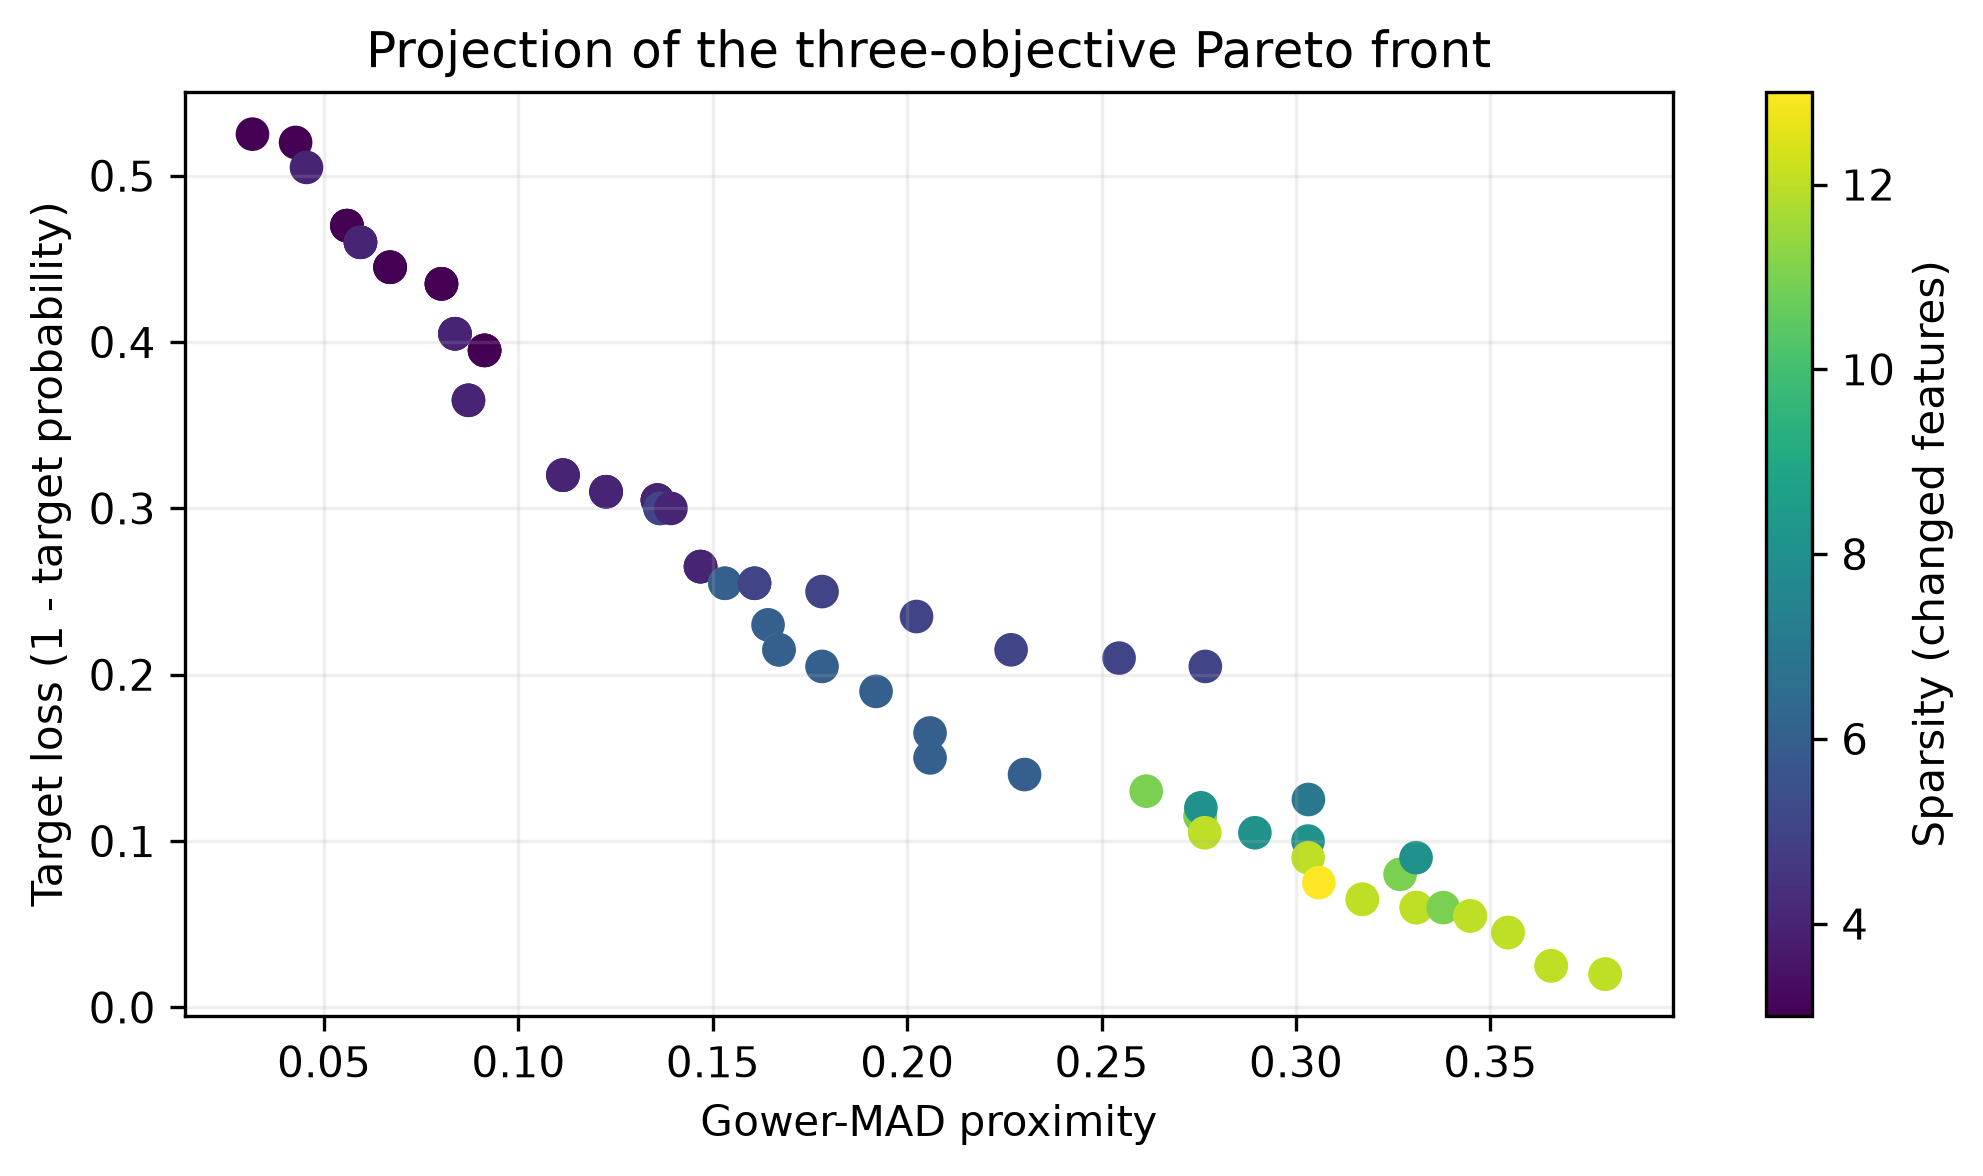 Projection of the three-objective Pareto front
Target loss (1 - target probability)
0.5
0.4
0.3
0.2
0.1
0.0
0.05 0.10 0.15 0.20 0.25 0.30 0.35
Gower-MAD proximity
12
10
8
6
4
Sparsity (changed features)